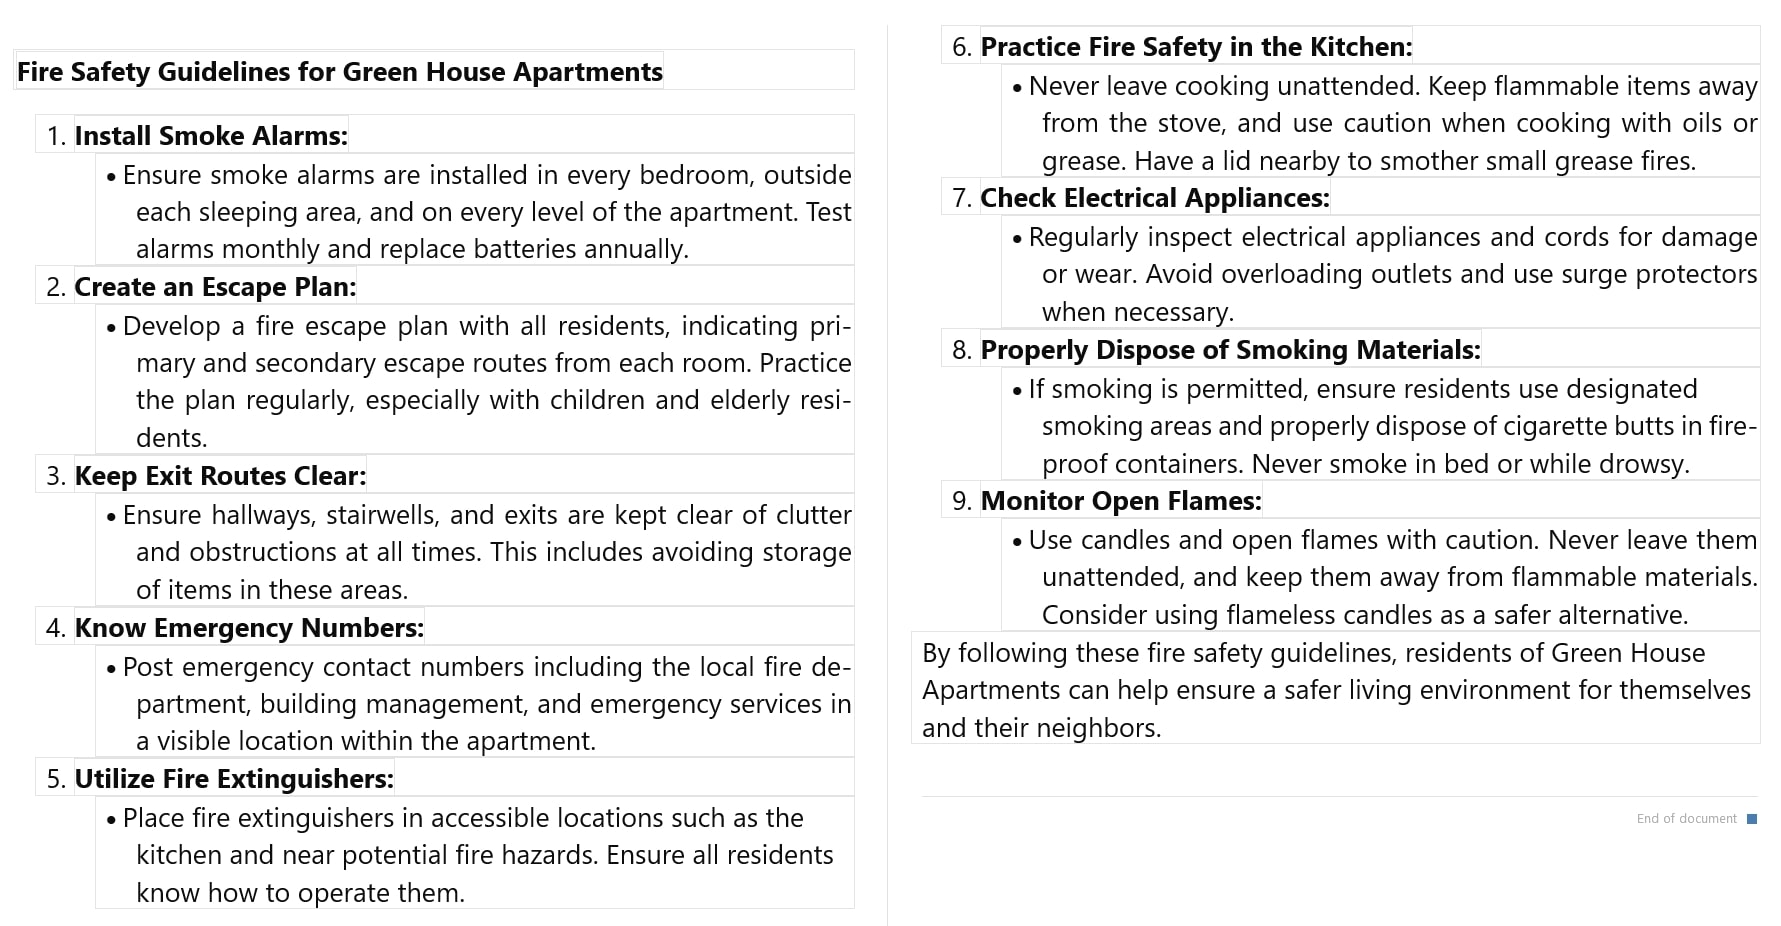 Fire Safety Guidelines for Green House Apartments
1. Install Smoke Alarms:
• Ensure smoke alarms are installed in every bedroom, outside
each sleeping area, and on every level of the apartment. Test
alarms monthly and replace batteries annually.
2. Create an Escape Plan:
• Develop a fire escape plan with all residents, indicating pri-
mary and secondary escape routes from each room. Practice
the plan regularly, especially with children and elderly resi-
dents.
3. Keep Exit Routes Clear:
• Ensure hallways, stairwells, and exits are kept clear of clutter
and obstructions at all times. This includes avoiding storage
of items in these areas.
4. Know Emergency Numbers:
• Post emergency contact numbers including the local fire de-
partment, building management, and emergency services in
a visible location within the apartment.
5. Utilize Fire Extinguishers:
• Place fire extinguishers in accessible locations such as the
kitchen and near potential fire hazards. Ensure all residents
know how to operate them.
6. Practice Fire Safety in the Kitchen:
• Never leave cooking unattended. Keep flammable items away
from the stove, and use caution when cooking with oils or
grease. Have a lid nearby to smother small grease fires.
7. Check Electrical Appliances:
• Regularly inspect electrical appliances and cords for damage
or wear. Avoid overloading outlets and use surge protectors
when necessary.
8. Properly Dispose of Smoking Materials:
• If smoking is permitted, ensure residents use designated
smoking areas and properly dispose of cigarette butts in fire-
proof containers. Never smoke in bed or while drowsy.
9. Monitor Open Flames:
• Use candles and open flames with caution. Never leave them
unattended, and keep them away from flammable materials.
Consider using flameless candles as a safer alternative.
By following these fire safety guidelines, residents of Green House
Apartments can help ensure a safer living environment for themselves
and their neighbors.
End of document